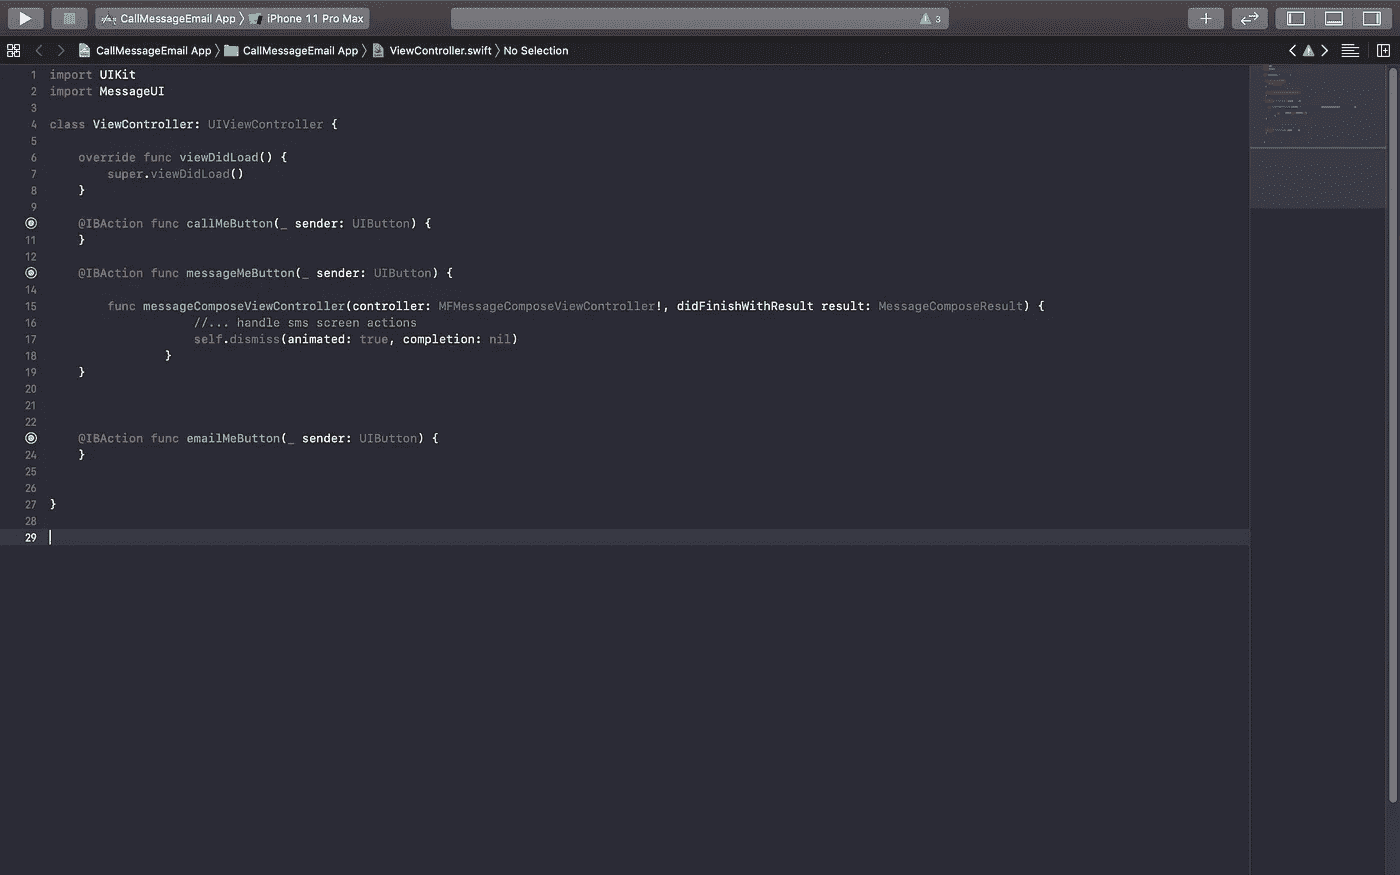 CallMessageEmail App 〉 iPhone 11 Pro Max
3
CallMessageEmail App 〉 CallMessageEmail App 〉 ViewController.swift 〉 No Selection
1 import UIKit
2 import MessageUI
3
4 class ViewController: UIViewController {
5
6     override func viewDidLoad() {
7         super.viewDidLoad()
8     }
9
    @IBAction func callMeButton(_ sender: UIButton) {
11     }
12
    @IBAction func messageMeButton(_ sender: UIButton) {
14
15         func messageComposeViewController(controller: MFMessageComposeViewController!, didFinishWithResult result: MessageComposeResult) {
16                     //... handle sms screen actions
17                     self.dismiss(animated: true, completion: nil)
18                 }
19     }
20
21
22
    @IBAction func emailMeButton(_ sender: UIButton) {
24     }
25
26
27 }
28
29